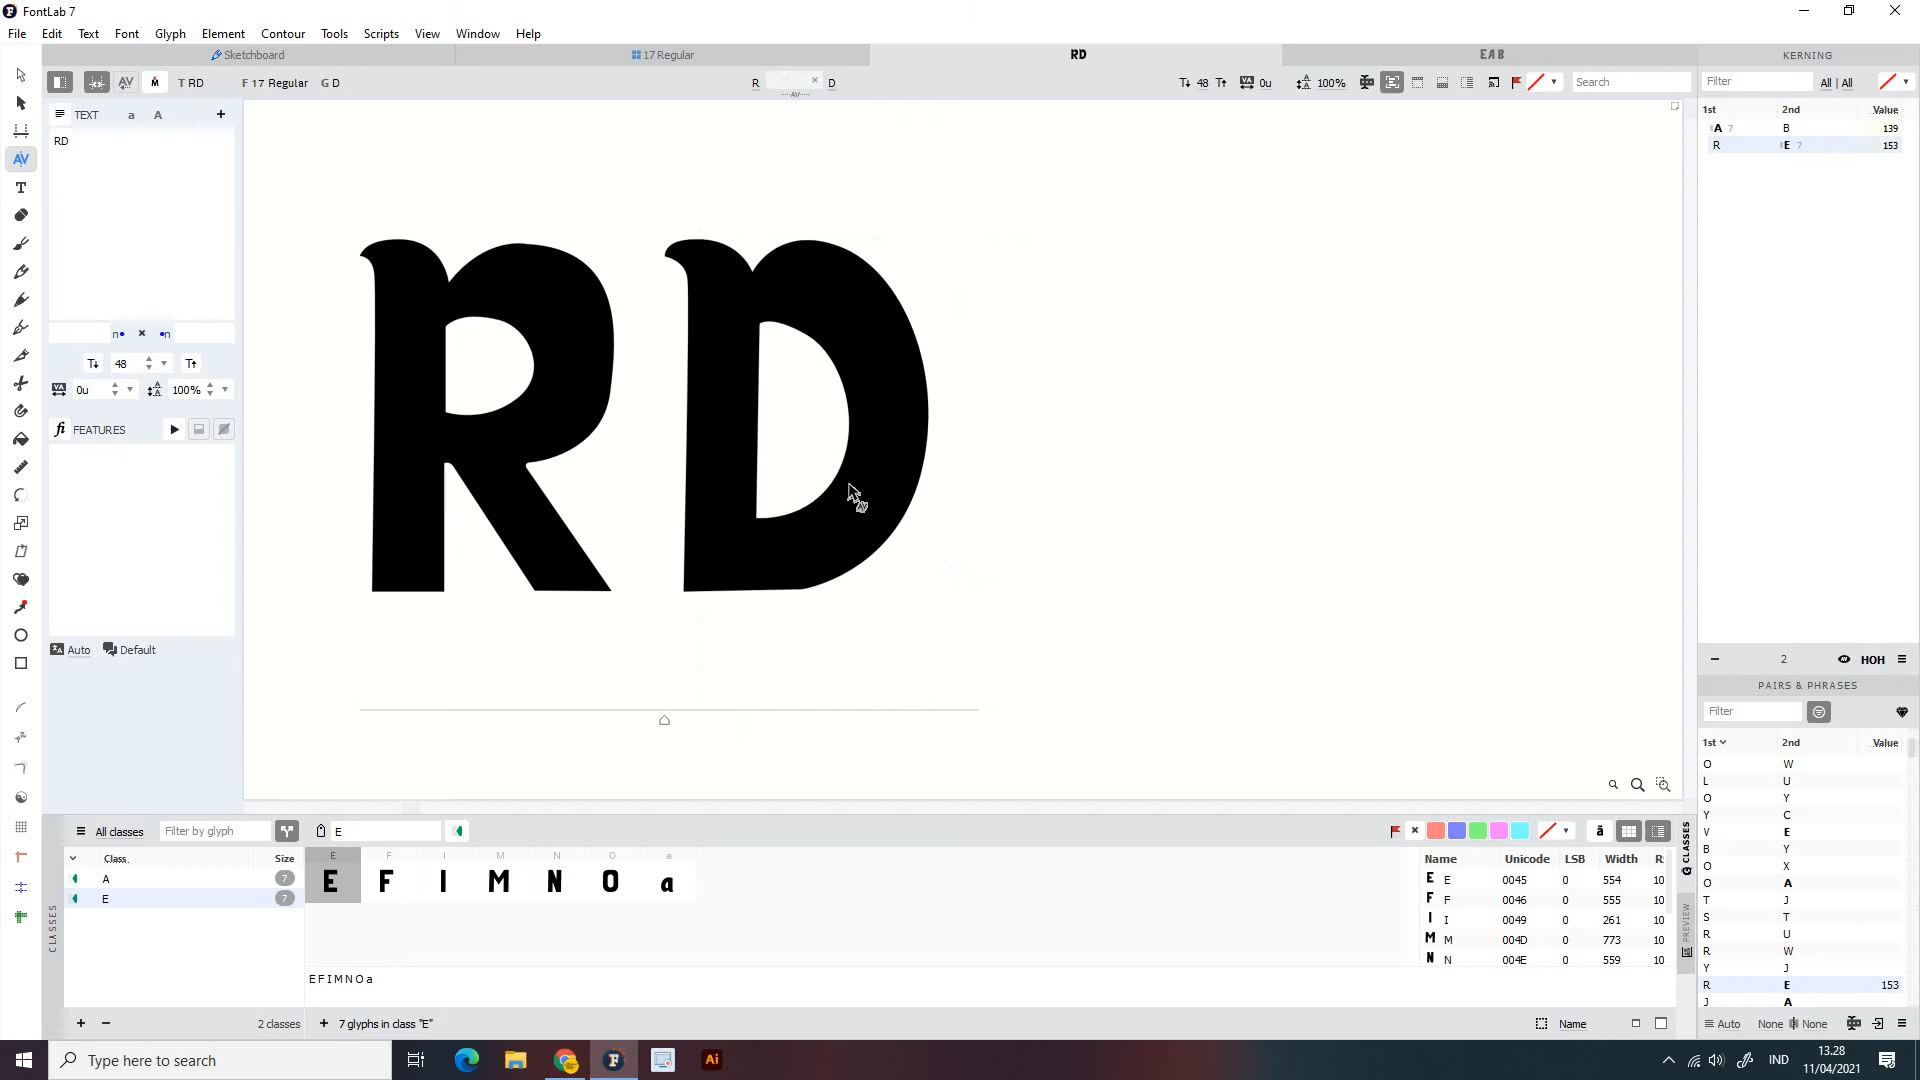 FontLab 7
File Edit Text Font Glyph Element Contour Tools Scripts View Window Help
Sketchboard 17 Regular RD EAB KERNING
T RD F 17 Regular G D R D 48 0u 100% Search Filter All | All
TEXT a A +
RD
1st 2nd Value
A 7 B 139
R E 7 153
RD
n• × •n
48
0u 100%
fi FEATURES
Auto Default
2 HOH
PAIRS & PHRASES
Filter
1st 2nd Value
O W
L U
O Y
Y C
V E
B Y
O X
O A
T J
S T
R U
R W
Y J
R E 153
J A
Auto None None
All classes Filter by glyph E
Class. Size
A 7
E 7
E F I M N O a
E F I M N O a
Name Unicode LSB Width R
E E 0045 0 554 10
F F 0046 0 555 10
I I 0049 0 261 10
M M 004D 0 773 10
N N 004E 0 559 10
E F I M N O a
CLASSES
CLASSES
PREVIEW
+ − 2 classes + 7 glyphs in class "E" Name
Type here to search
Ai
IND
13.28
11/04/2021